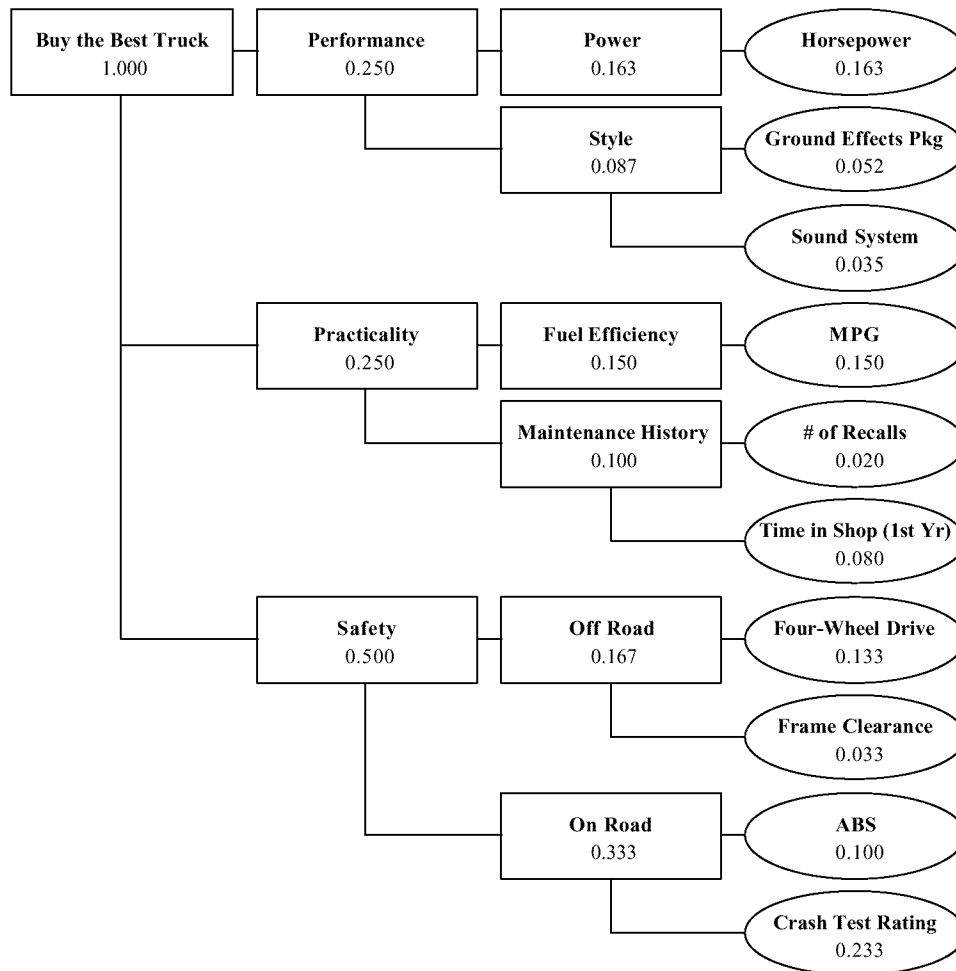 Buy the Best Truck
1.000
Performance
0.250
Power
0.163
Horsepower
0.163
Style
0.087
Ground Effects Pkg
0.052
Sound System
0.035
Practicality
0.250
Fuel Efficiency
0.150
MPG
0.150
Maintenance History
0.100
# of Recalls
0.020
Time in Shop (1st Yr)
0.080
Safety
0.500
Off Road
0.167
Four-Wheel Drive
0.133
Frame Clearance
0.033
On Road
0.333
ABS
0.100
Crash Test Rating
0.233